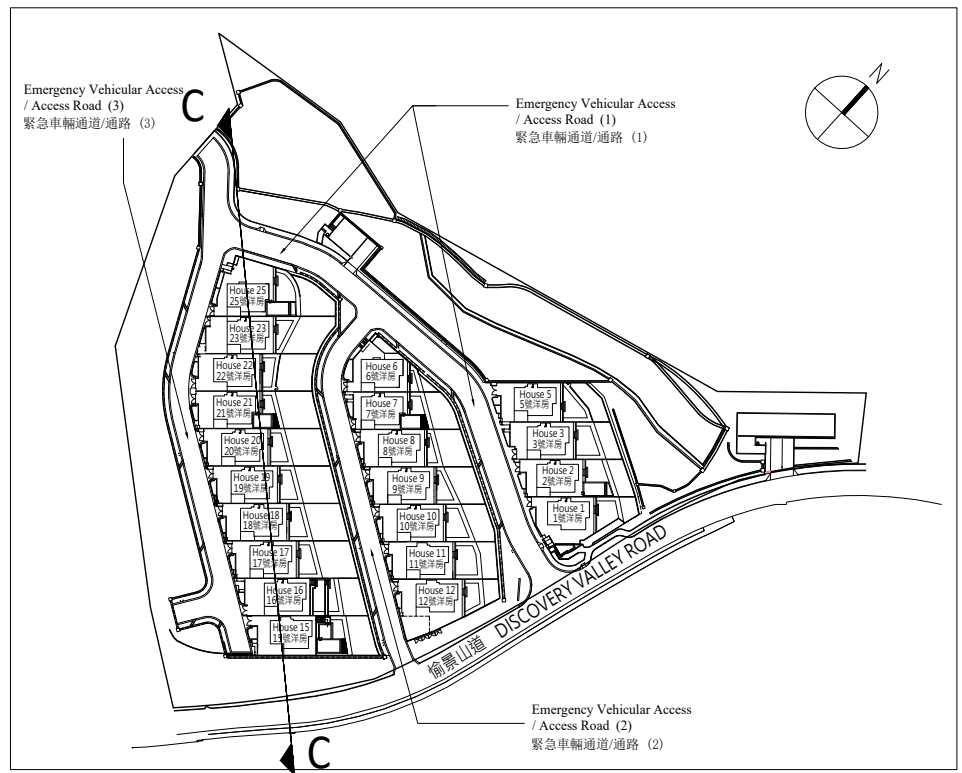 Emergency Vehicular Access
/ Access Road (3)
緊急車輛通道/通路 (3)
C
Emergency Vehicular Access
/ Access Road (1)
緊急車輛通道/通路 (1)
N
House 25
25號洋房
House 23
23號洋房
House 22
22號洋房
House 21
21號洋房
House 20
20號洋房
House 19
19號洋房
House 18
18號洋房
House 17
17號洋房
House 16
16號洋房
House 15
15號洋房
House 6
6號洋房
House 7
7號洋房
House 8
8號洋房
House 9
9號洋房
House 10
10號洋房
House 11
11號洋房
House 12
12號洋房
House 5
5號洋房
House 3
3號洋房
House 2
2號洋房
House 1
1號洋房
愉景山道 DISCOVERY VALLEY ROAD
Emergency Vehicular Access
/ Access Road (2)
緊急車輛通道/通路 (2)
C